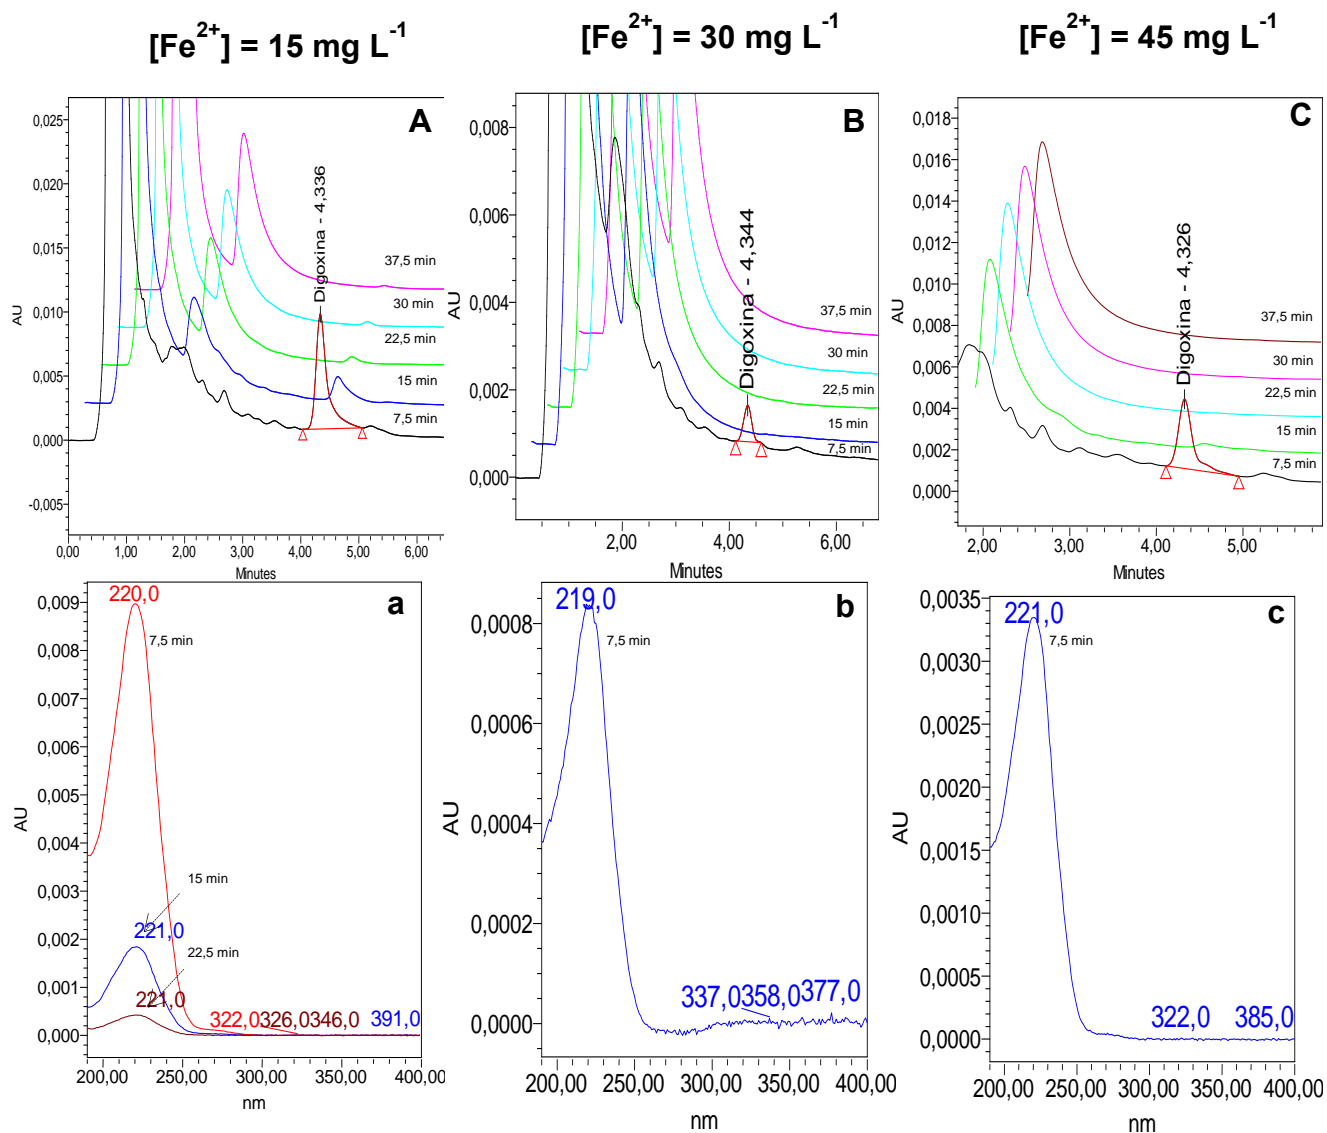 [Fe2+] = 15 mg L-1
[Fe2+] = 30 mg L-1
[Fe2+] = 45 mg L-1
A
0,025
0,020
0,015
0,010
0,005
0,000
-0,005
AU
Digoxina - 4,336
37,5 min
30 min
22,5 min
15 min
7,5 min
0,00 1,00 2,00 3,00 4,00 5,00 6,00
Minutes
B
0,008
0,006
0,004
0,002
0,000
AU
Digoxina - 4,344
37,5 min
30 min
22,5 min
15 min
7,5 min
2,00 4,00 6,00
Minutes
C
0,018
0,016
0,014
0,012
0,010
0,008
0,006
0,004
0,002
0,000
AU
Digoxina - 4,326
37,5 min
30 min
22,5 min
15 min
7,5 min
2,00 3,00 4,00 5,00
Minutes
a
0,009
0,008
0,007
0,006
0,005
0,004
0,003
0,002
0,001
0,000
AU
220,0
7,5 min
15 min
221,0
22,5 min
221,0
322,0 326,0 346,0 391,0
200,00 250,00 300,00 350,00 400,00
nm
b
0,0008
0,0006
0,0004
0,0002
0,0000
AU
219,0
7,5 min
337,0 358,0 377,0
200,00 250,00 300,00 350,00 400,00
nm
c
0,0035
0,0030
0,0025
0,0020
0,0015
0,0010
0,0005
0,0000
AU
221,0
7,5 min
322,0 385,0
200,00 250,00 300,00 350,00 400,00
nm